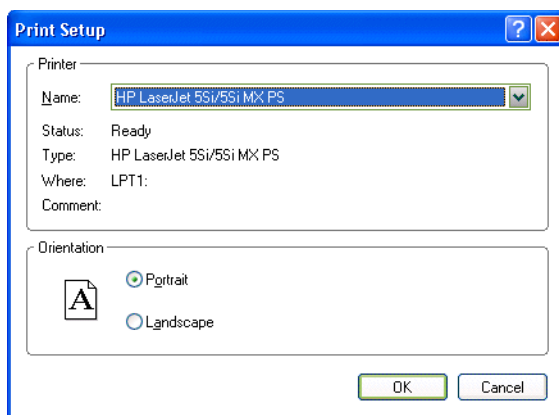 Print Setup
Printer
Name: HP LaserJet 5Si/5Si MX PS
Status: Ready
Type: HP LaserJet 5Si/5Si MX PS
Where: LPT1:
Comment:
Orientation
A
Portrait
Landscape
OK Cancel